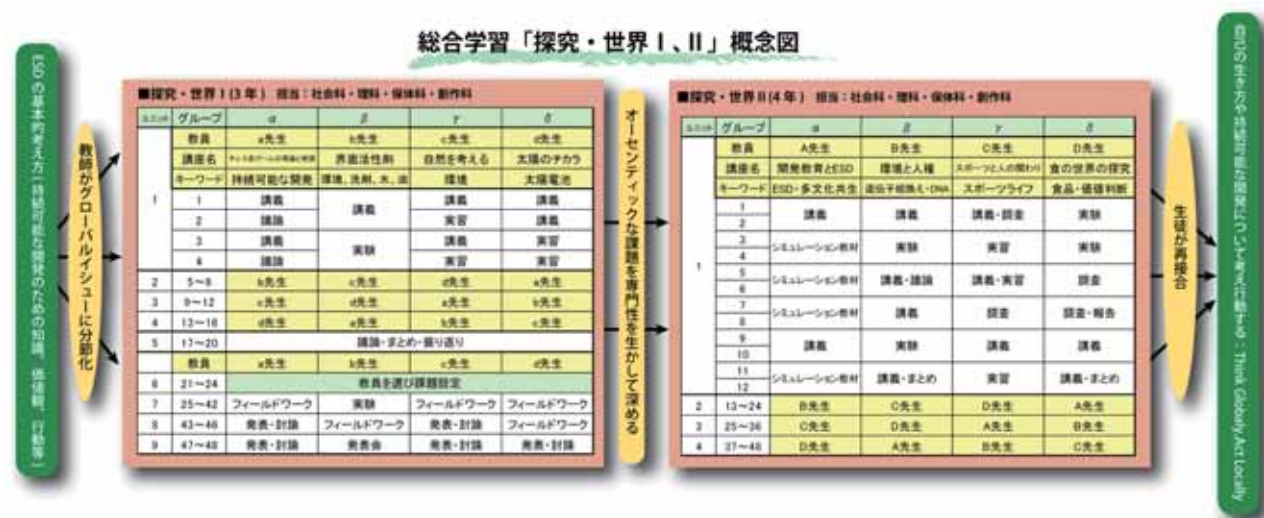 総合学習「探究・世界Ⅰ、Ⅱ」概念図
ESDの基本的考え方(持続可能な開発のための知識、価値観、行動等)
教師がグローバルイシューに分節化
■探究・世界Ⅰ(3年) 担当:社会科・理科・保体科・創作科
ユニット グループ α β γ δ
教員 a先生 b先生 c先生 d先生
講座名 界面活性剤 自然を考える 太陽のチカラ
キーワード 持続可能な開発 環境、洗剤、水、油 環境 太陽電池
1 1 講義 講義 講義 講義
2 議論 実習 講義
3 講義 実験 講義 実習
4 議論 実習 実習
2 5~8 b先生 c先生 d先生 a先生
3 9~12 c先生 d先生 a先生 b先生
4 13~16 d先生 a先生 b先生 c先生
5 17~20 議論・まとめ・振り返り
教員 a先生 b先生 c先生 d先生
6 21~24 教員を選び課題設定
7 25~42 フィールドワーク 実験 フィールドワーク フィールドワーク
8 43~46 発表・討論 フィールドワーク 発表・討論 フィールドワーク
9 47~48 発表・討論 発表会 発表・討論 発表・討論
オーセンティックな課題を専門性を生かして深める
■探究・世界Ⅱ(4年) 担当:社会科・理科・保体科・創作科
ユニット グループ α β γ δ
教員 A先生 B先生 C先生 D先生
講座名 開発教育とESD 環境と人権 スポーツと人の関わり 食の世界の探究
キーワード ESD・多文化共生 遺伝子組換え・DNA スポーツライフ 食品・価値判断
1 1 講義 講義 講義・調査 実験
2
3 シミュレーション教材 実験 実習 実験
4
5 シミュレーション教材 講義・議論 講義・実習 調査
6
7 シミュレーション教材 講義 調査 調査・報告
8
9 講義 実験 講義 講義
10
11 シミュレーション教材 講義・まとめ 実習 講義・まとめ
12
2 13~24 B先生 C先生 D先生 A先生
3 25~36 C先生 D先生 A先生 B先生
4 37~48 D先生 A先生 B先生 C先生
生徒が再接合
自己の生き方や持続可能な開発について考え行動する:Think Globally, Act Locally